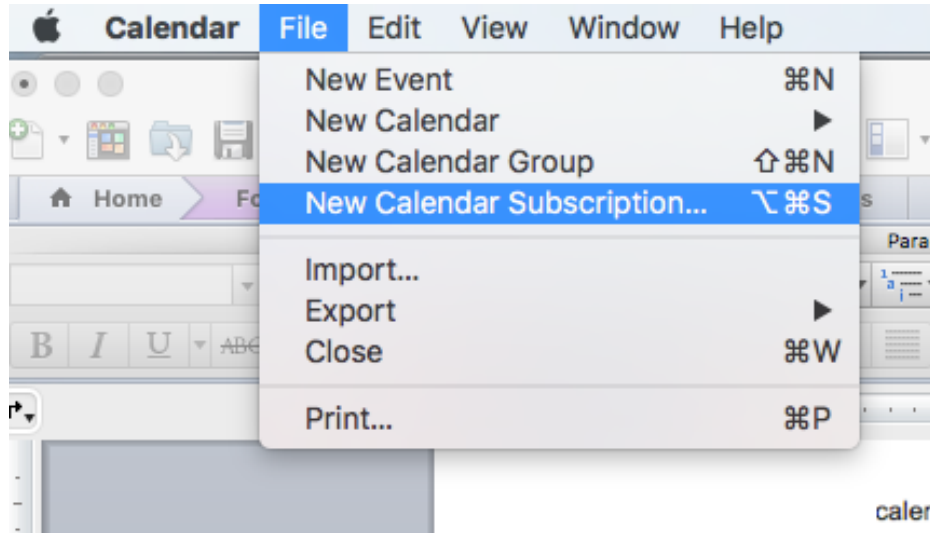 Calendar File Edit View Window Help
New Event ⌘N
New Calendar ▶
New Calendar Group ⇧⌘N
Home
New Calendar Subscription... ⌥⌘S
Import...
Export ▶
B I U ABC
Close ⌘W
Print... ⌘P